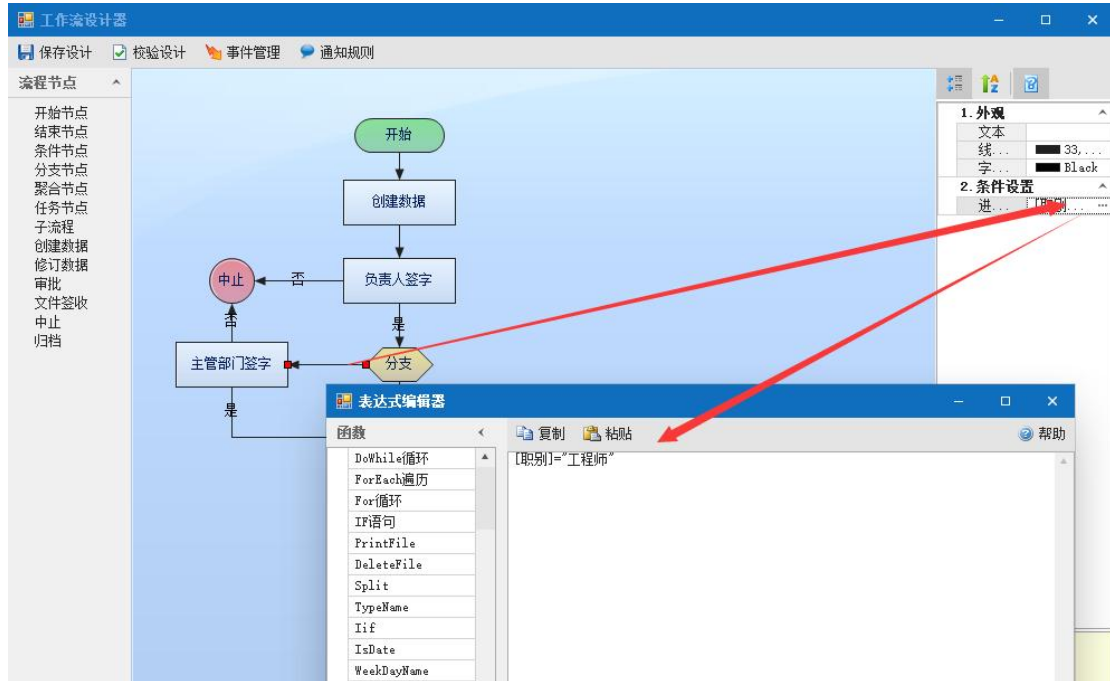 工作流设计器
保存设计 校验设计 事件管理 通知规则
流程节点
开始节点
结束节点
条件节点
分支节点
聚合节点
任务节点
子流程
创建数据
修订数据
审批
文件签收
中止
归档
开始
创建数据
负责人签字
否
中止
是
否
分支
主管部门签字
是
1.外观
文本
线... 33,...
字... Black
2.条件设置
进... [职别...
表达式编辑器
函数
复制 粘贴 帮助
DoWhile循环
ForEach遍历
For循环
IF语句
PrintFile
DeleteFile
Split
TypeName
Iif
IsDate
WeekDayName
[职别]="工程师"